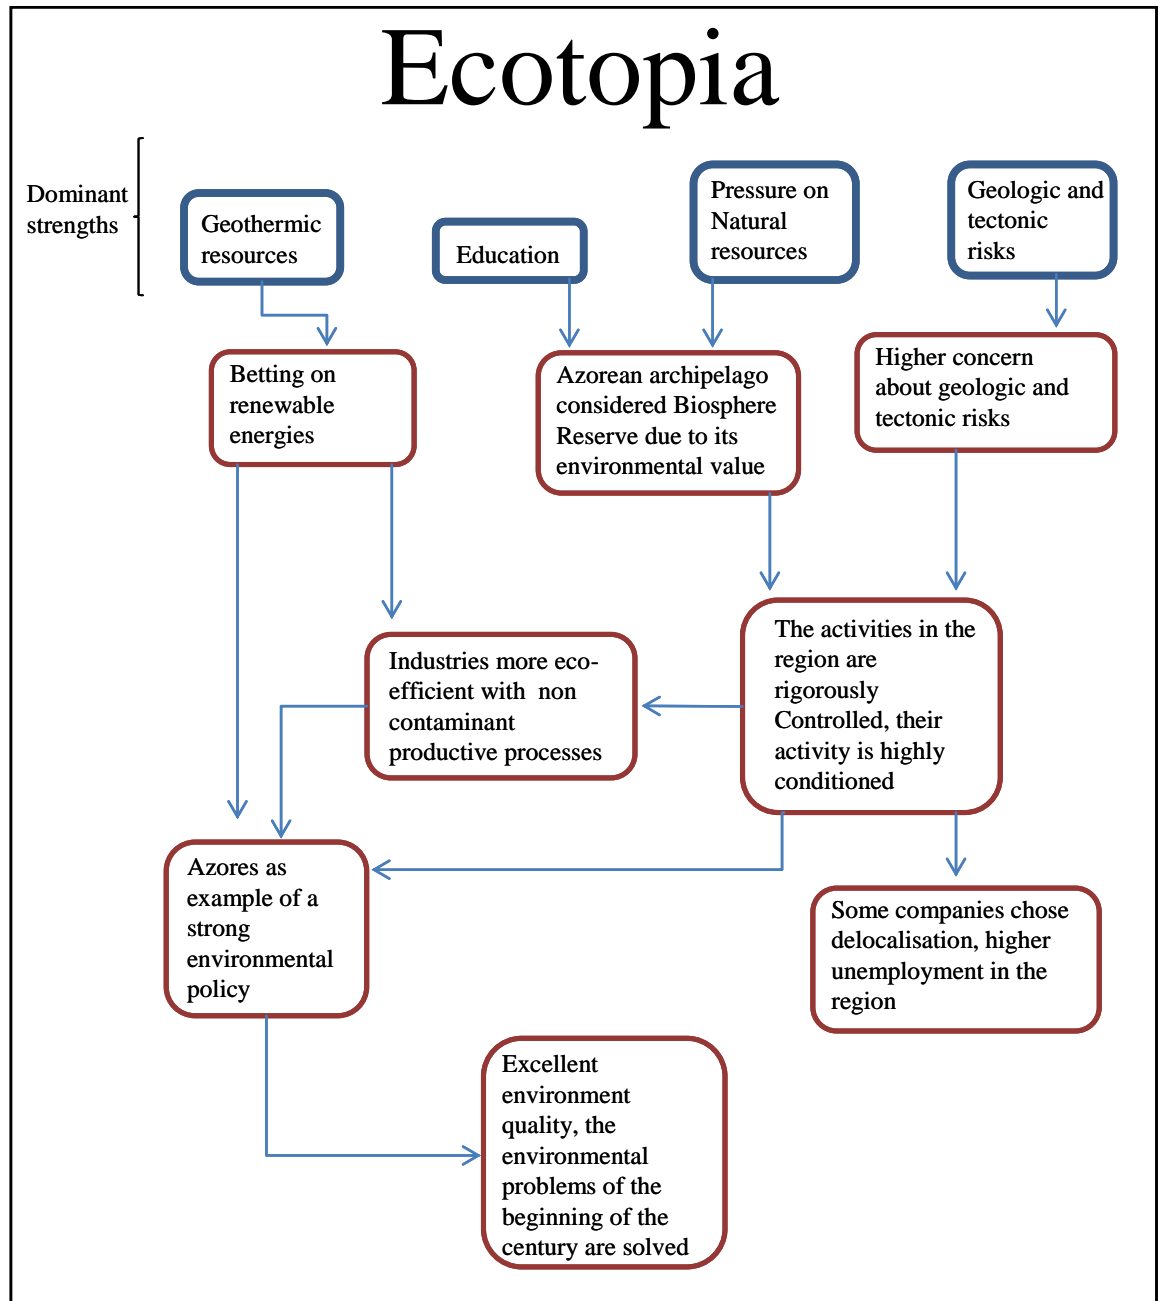 Ecotopia
Dominant
strengths
Geothermic
resources
Education
Pressure on
Natural
resources
Geologic and
tectonic
risks
Betting on
renewable
energies
Azorean archipelago
considered Biosphere
Reserve due to its
environmental value
Higher concern
about geologic and
tectonic risks
Industries more eco-
efficient with non
contaminant
productive processes
The activities in the
region are
rigorously
Controlled, their
activity is highly
conditioned
Azores as
example of a
strong
environmental
policy
Some companies chose
delocalisation, higher
unemployment in the
region
Excellent
environment
quality, the
environmental
problems of the
beginning of the
century are solved